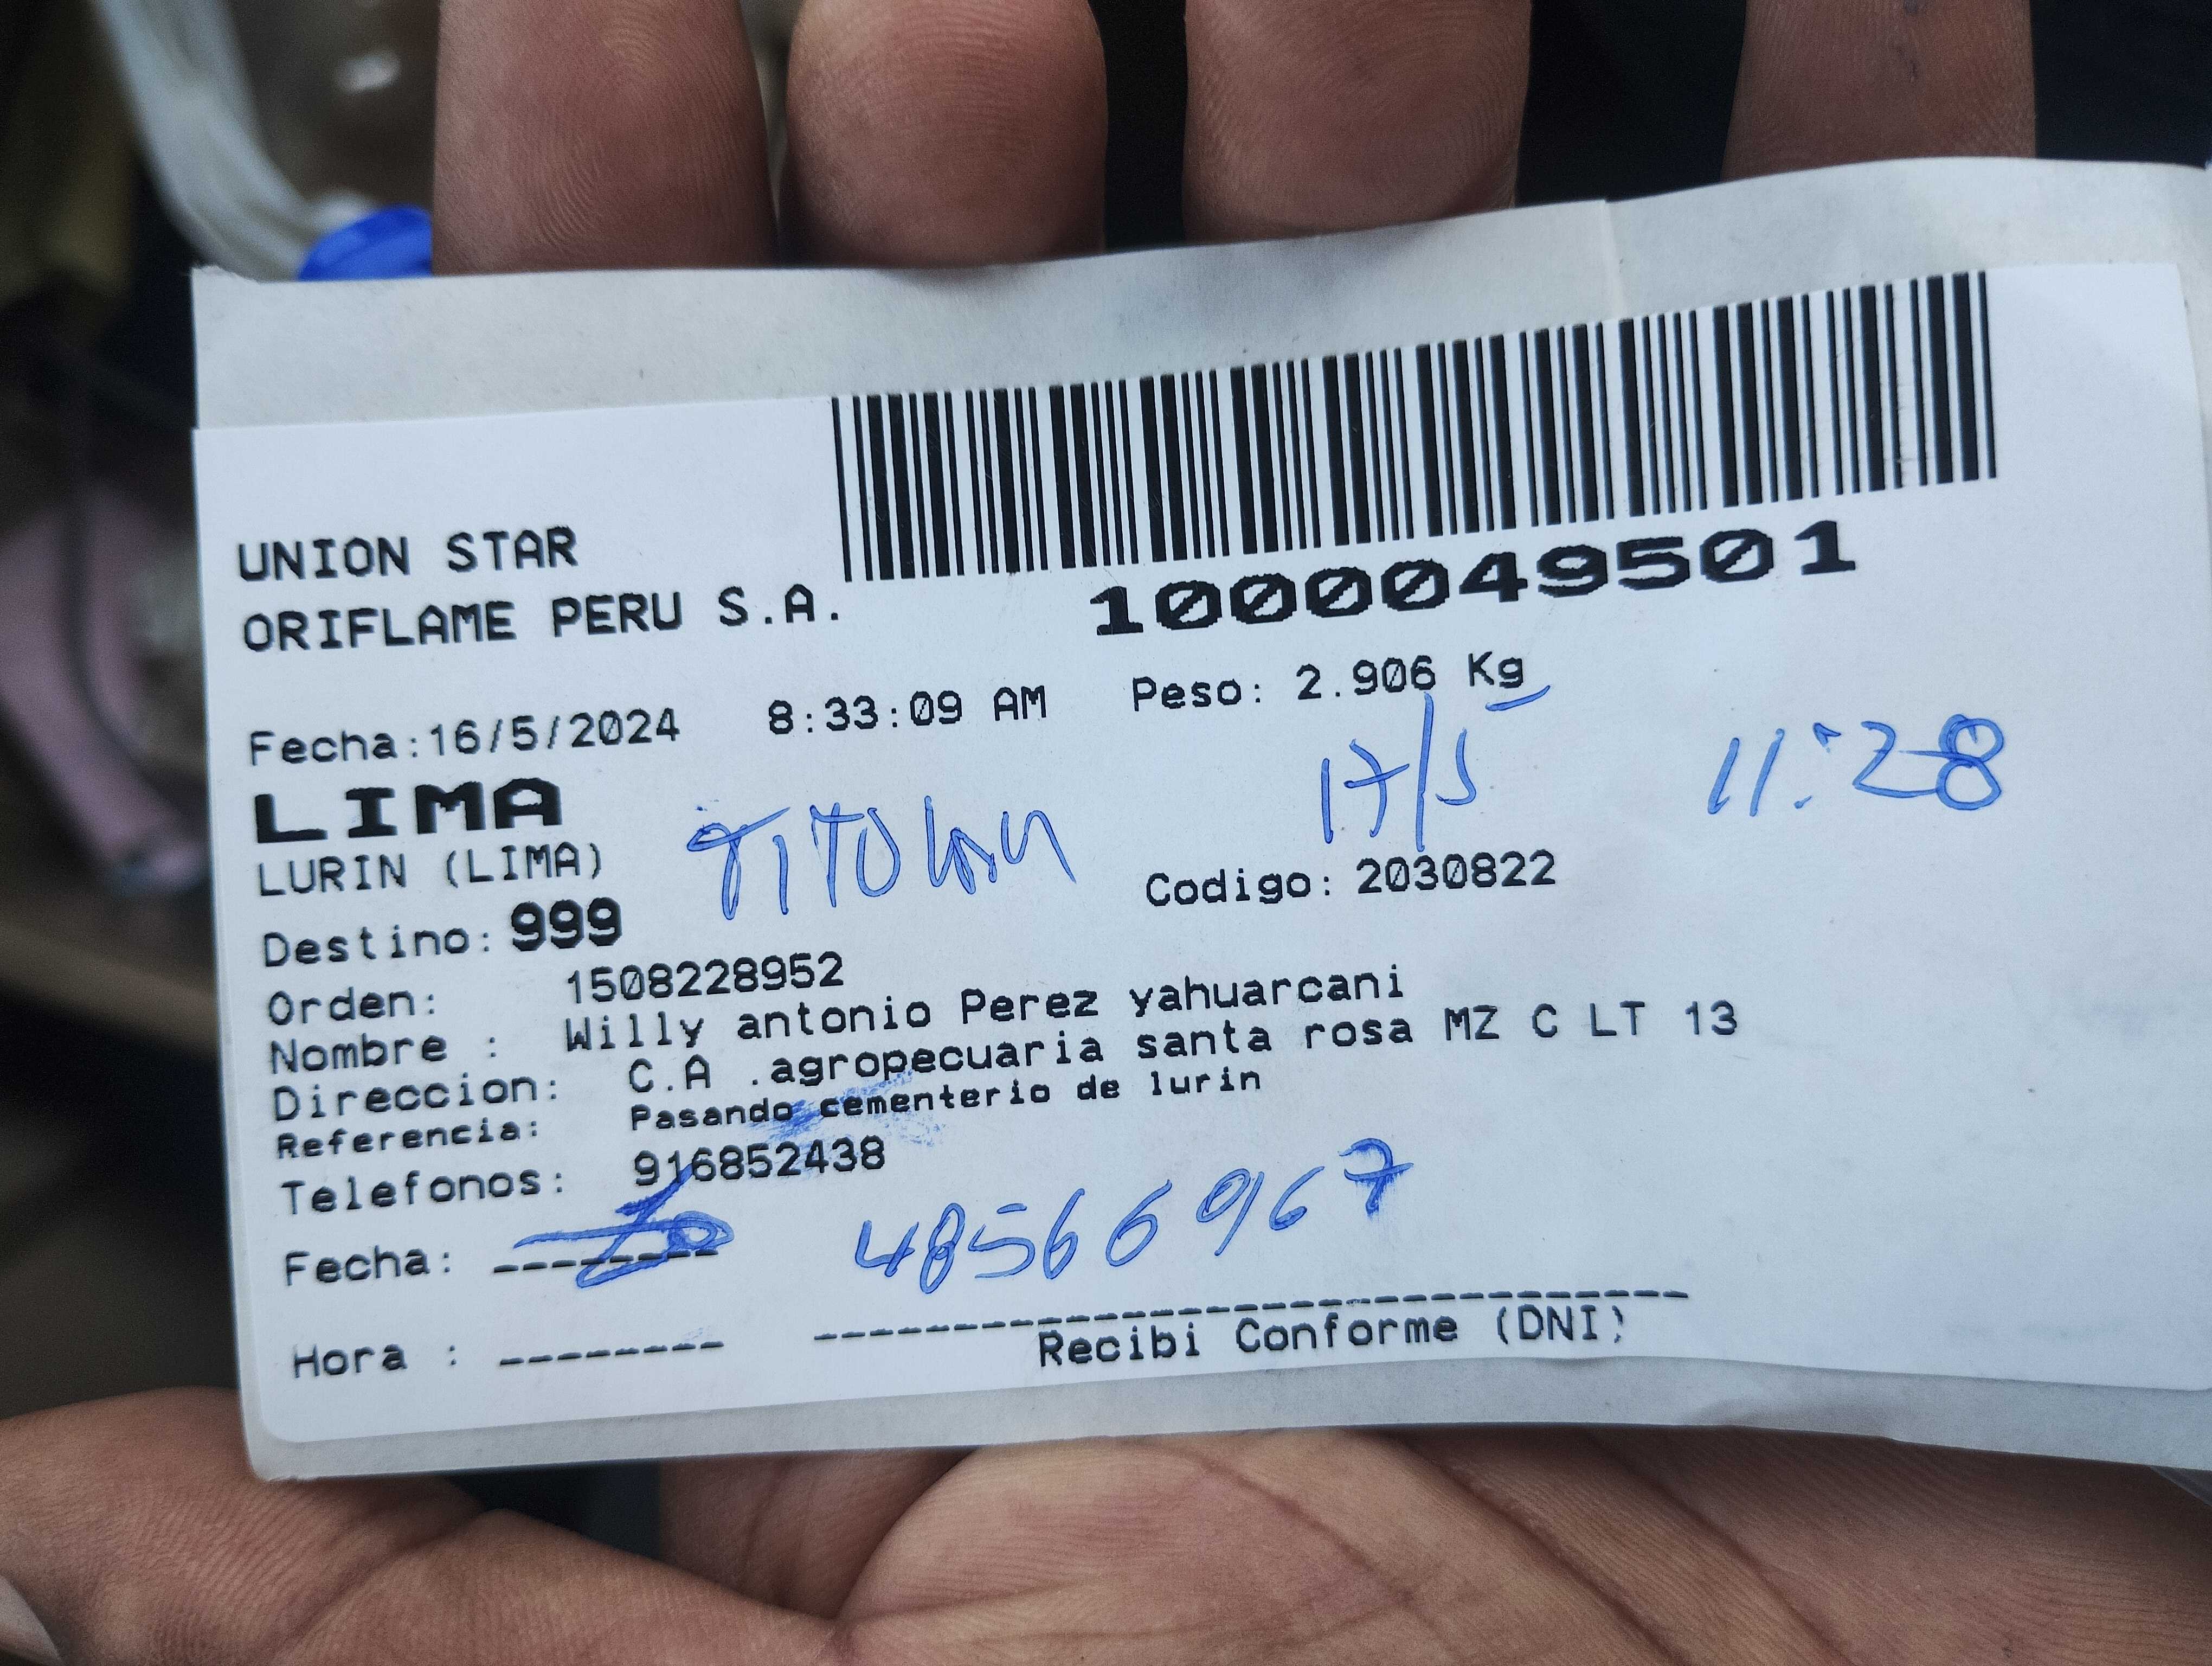 UNION STAR
ORIFLAME PERU S.A.
1000049501
Fecha:16/5/2024 8:33:09 AM Peso: 2.906 Kg
LIMA 17/5 11:28
LURIN (LIMA) TITO
Destino: 999 Codigo: 2030822
Orden: 1508228952
Nombre : Willy antonio Perez yahuarcani
Direccion: C.A .agropecuaria santa rosa MZ C LT 13
Referencia: Pasando cementerio de lurin
Telefonos: 916852438
Fecha: 48566967
Hora :
Recibi Conforme (DNI)